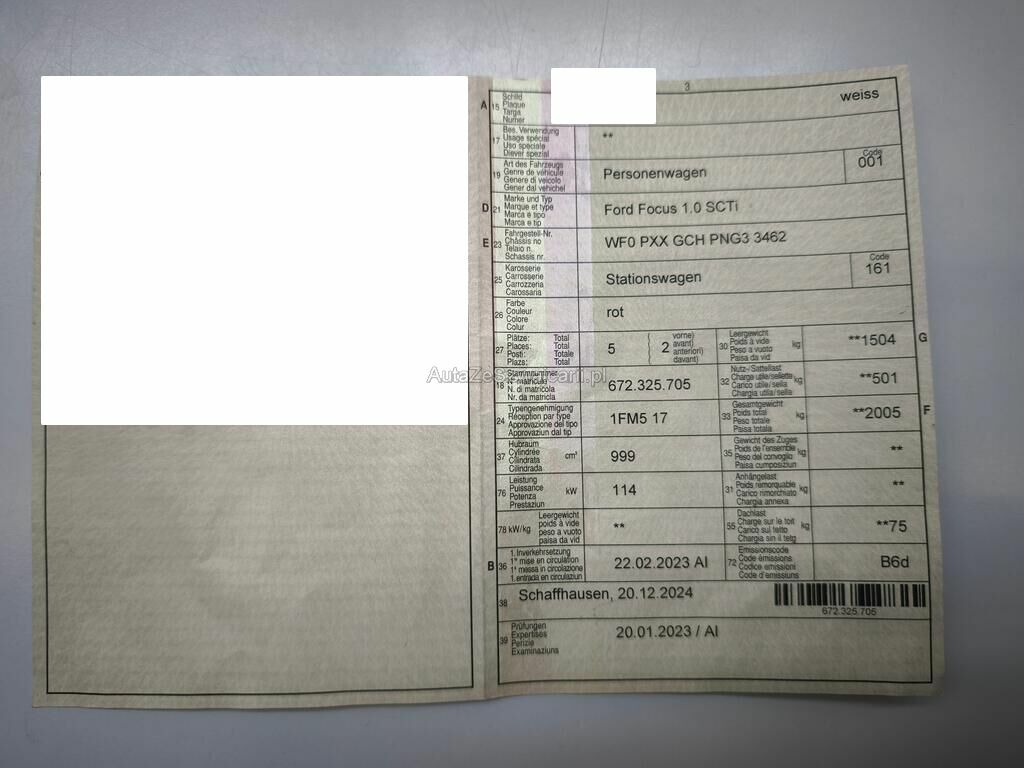 3
A 15 Schild
Plaque
Targa
Numer
weiss
17 Bes. Verwendung
Usage spécial
Uso speciale
Diever spezial
**
19 Art des Fahrzeugs
Genre de véhicule
Genere di veicolo
Gener dal vehichel
Personenwagen
Code
001
D 21 Marke und Typ
Marque et type
Marca e tipo
Marca e tip
Ford Focus 1.0 SCTi
E 23 Fahrgestell-Nr.
Châssis no
Telaio n.
Schassis nr.
WF0 PXX GCH PNG3 3462
25 Karosserie
Carrosserie
Carrozzeria
Carossaria
Stationswagen
Code
161
26 Farbe
Couleur
Colore
Colur
rot
27 Plätze: Total
Places: Total
Posti: Totale
Plazs: Total
5
2 vorne)
avant)
anteriori)
davant)
30 Leergewicht
Poids à vide
Peso a vuoto
Paisa da vid
kg
**1504
G
18 Stammnummer
N° matricule
N. di matricola
Nr. da matricla
672.325.705
32 Nutz-/Sattellast
Charge utile/sellette
Carico utile/sella
Chargia utila/sella
kg
**501
24 Typengenehmigung
Réception par type
Approvazione del tipo
Approvaziun dal tip
1FM5 17
33 Gesamtgewicht
Poids total
Peso totale
Paisa totala
kg
**2005
F
37 Hubraum
Cylindrée
Cilindrata
Cilindrada
cm³
999
35 Gewicht des Zuges
Poids de l'ensemble
Peso del convoglio
Paisa cumposiziun
kg
**
76 Leistung
Puissance
Potenza
Prestaziun
kW
114
31 Anhängelast
Poids remorquable
Carico rimorchiato
Chargia annexa
kg
**
78 kW/kg Leergewicht
poids à vide
peso a vuoto
paisa da vid
**
55 Dachlast
Charge sur le toit
Carico sul tetto
Chargia sin il tetg
kg
**75
B 36 1. Inverkehrsetzung
1re mise en circulation
1a messa in circolazione
1. entrada en circulaziun
22.02.2023 AI
72 Emissionscode
Code émissions
Codice emissioni
Code d'emissiuns
B6d
38 Schaffhausen, 20.12.2024
672.325.705
39 Prüfungen
Expertises
Perizie
Examinaziuns
20.01.2023 / AI
AutaZeSzwajcarii.pl